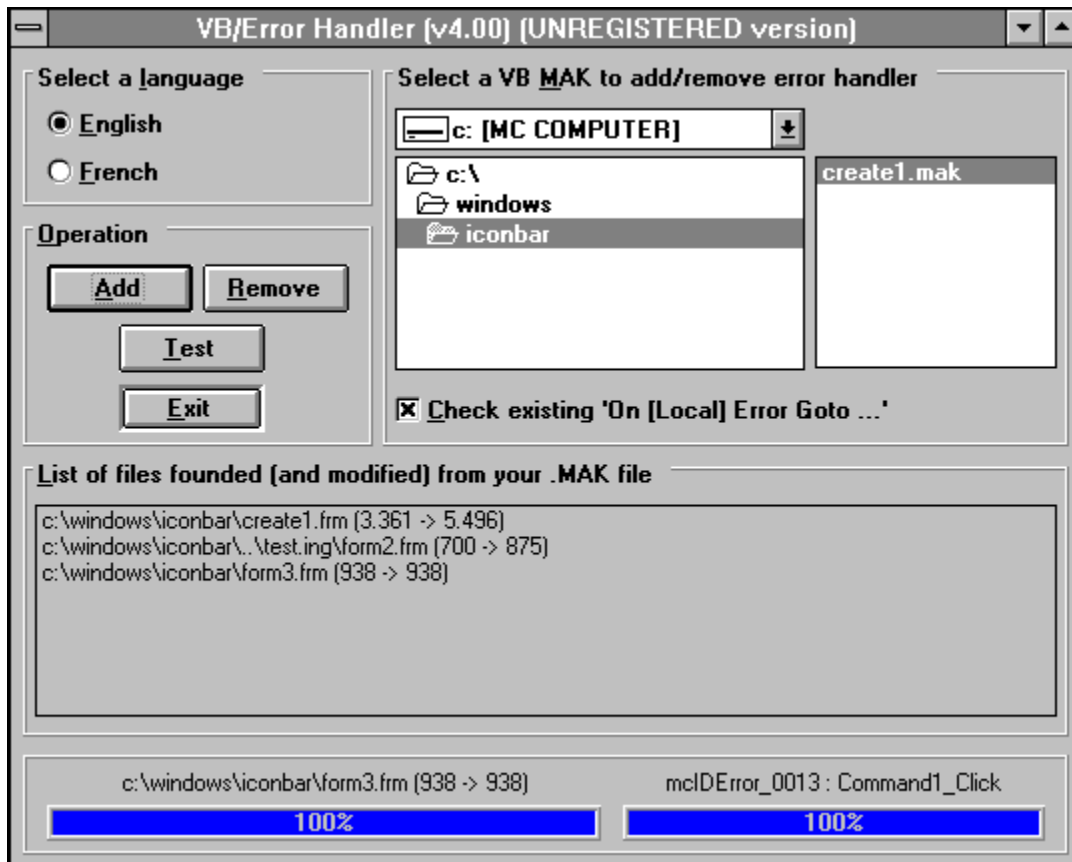 VB/Error Handler (v4.00) (UNREGISTERED version)
Select a language
English
French
Operation
Add
Remove
Test
Exit
Select a VB MAK to add/remove error handler
c: [MC COMPUTER]
c:\
windows
iconbar
create1.mak
Check existing 'On [Local] Error Goto ...'
List of files founded (and modified) from your .MAK file
c:\windows\iconbar\create1.frm (3.361 -> 5.496)
c:\windows\iconbar\..\test.ing\form2.frm (700 -> 875)
c:\windows\iconbar\form3.frm (938 -> 938)
c:\windows\iconbar\form3.frm (938 -> 938)
100%
mcIDError_0013 : Command1_Click
100%